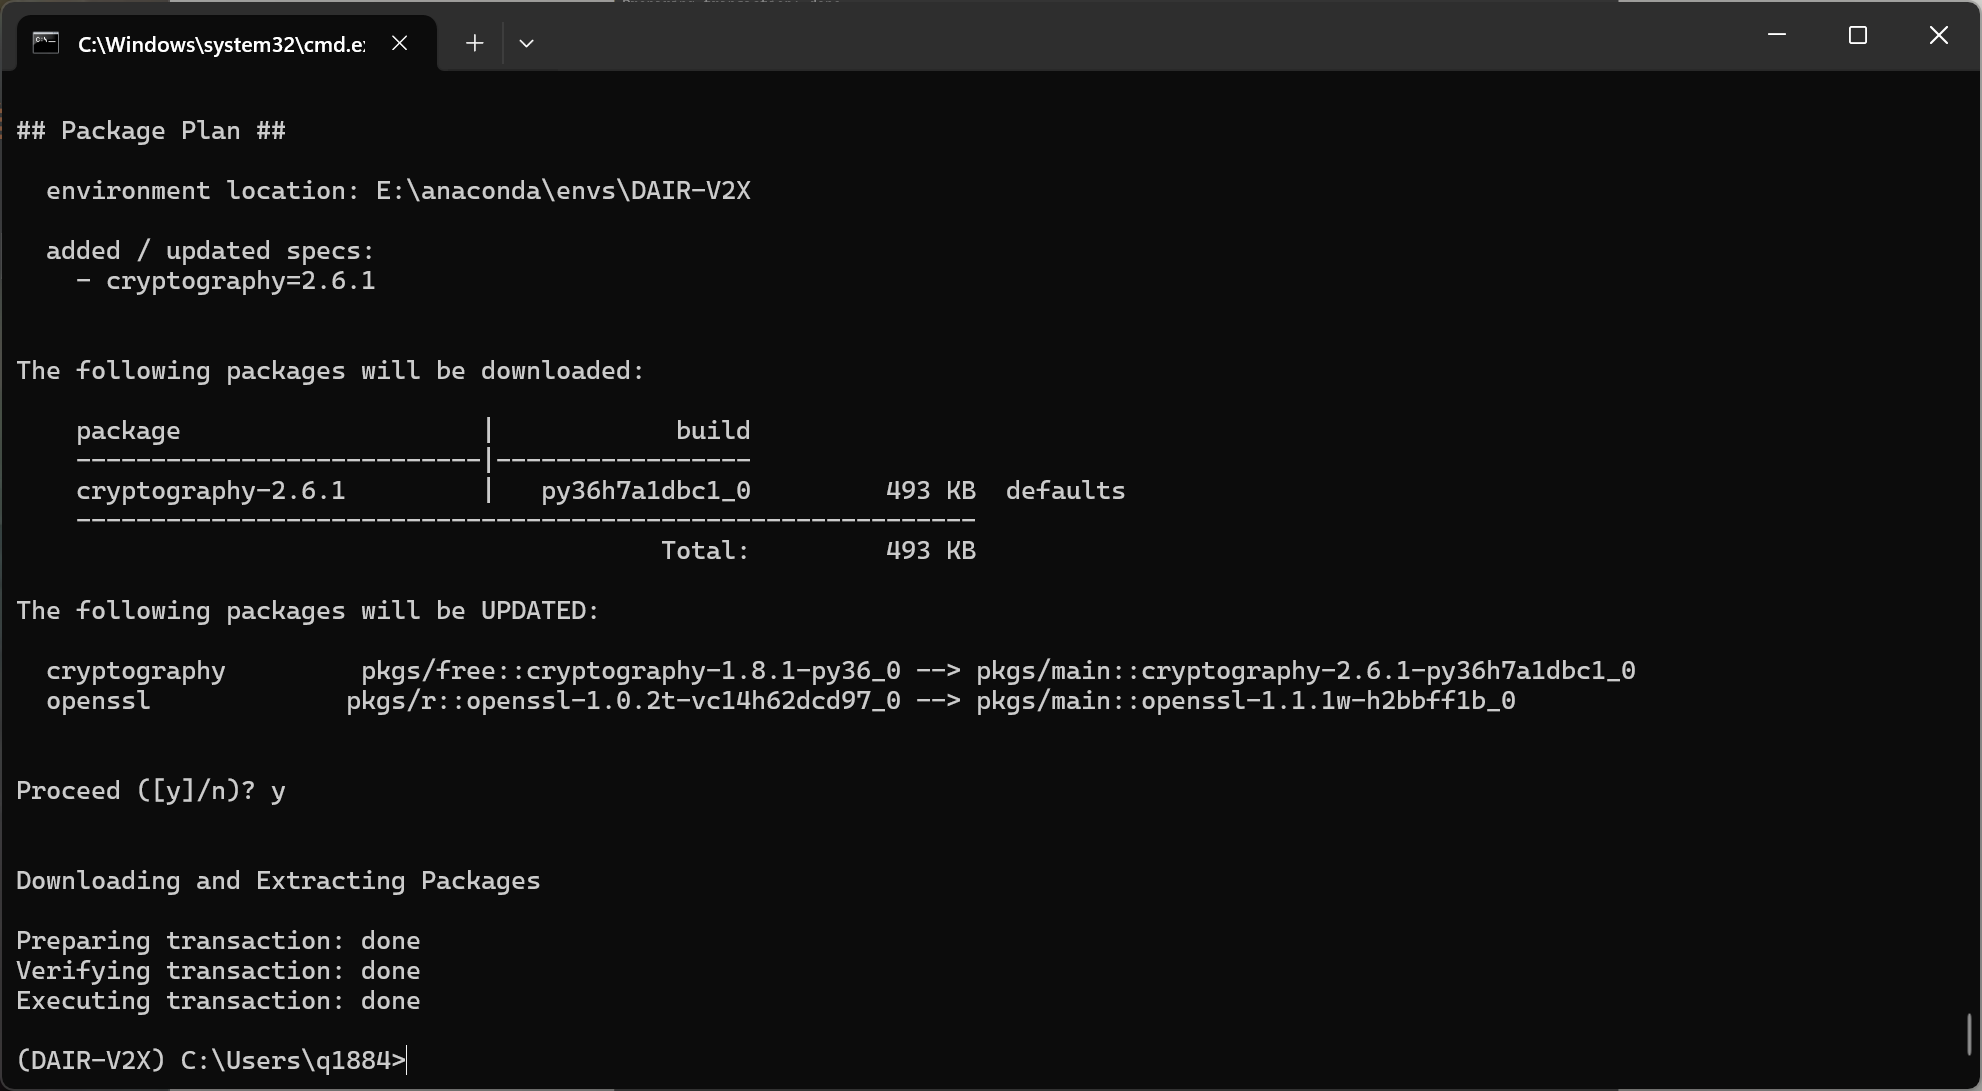 C:\Windows\system32\cmd.e
## Package Plan ##
environment location: E:\anaconda\envs\DAIR-V2X
added / updated specs:
- cryptography=2.6.1
The following packages will be downloaded:
package | build
---------------------------|-----------------
cryptography-2.6.1 | py36h7a1dbc1_0 493 KB defaults
------------------------------------------------------------
Total: 493 KB
The following packages will be UPDATED:
cryptography pkgs/free::cryptography-1.8.1-py36_0 --> pkgs/main::cryptography-2.6.1-py36h7a1dbc1_0
openssl pkgs/r::openssl-1.0.2t-vc14h62dcd97_0 --> pkgs/main::openssl-1.1.1w-h2bbff1b_0
Proceed ([y]/n)? y
Downloading and Extracting Packages
Preparing transaction: done
Verifying transaction: done
Executing transaction: done
(DAIR-V2X) C:\Users\q1884>